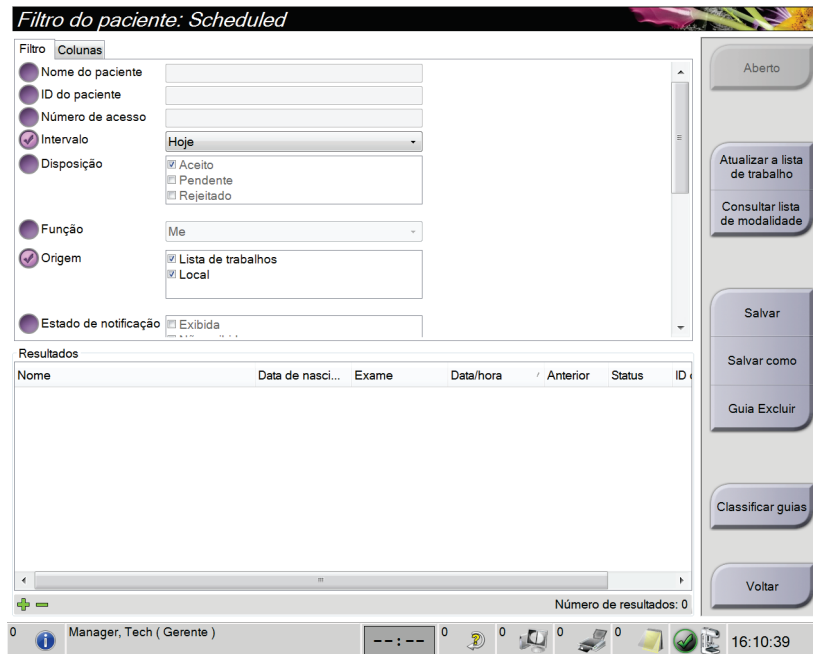 Filtro do paciente: Scheduled
Filtro Colunas
Nome do paciente
ID do paciente
Número de acesso
Intervalo Hoje
Disposição Aceito
Pendente
Rejeitado
Função Me
Origem Lista de trabalhos
Local
Estado de notificação Exibida
Resultados
Nome Data de nasci... Exame Data/hora Anterior Status ID
Número de resultados: 0
Aberto
Atualizar a lista
de trabalho
Consultar lista
de modalidade
Salvar
Salvar como
Guia Excluir
Classificar guias
Voltar
0 Manager, Tech ( Gerente ) --:-- 0 0 0 0 16:10:39